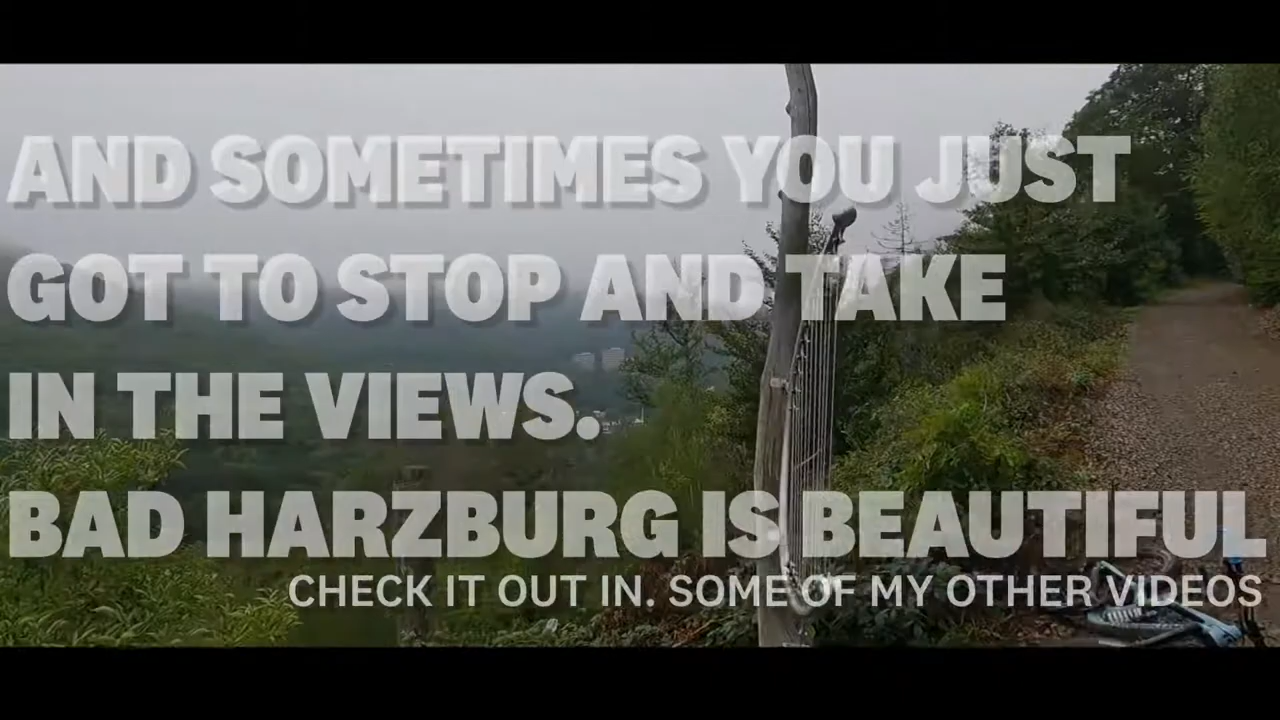 AND SOMETIMES YOU JUST
GOT TO STOP AND TAKE
IN THE VIEWS.
BAD HARZBURG IS BEAUTIFUL
CHECK IT OUT IN. SOME OF MY OTHER VIDEOS